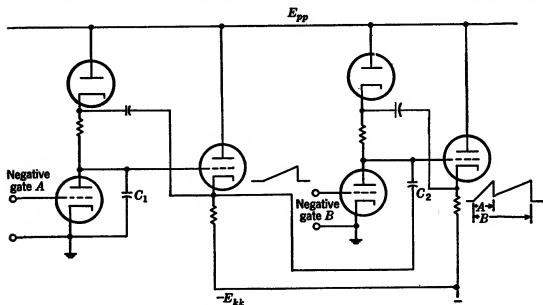 E_pp
Negative
gate A
C_1
Negative
gate B
C_2
A
B
-E_kk